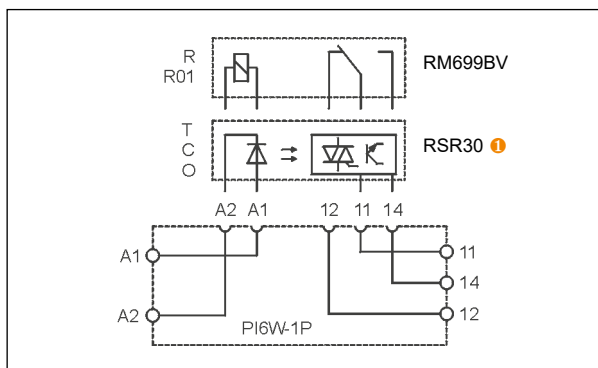 R
R01
RM699BV
T
C
O
RSR30 1
A2 A1 12 11 14
A1
A2
11
14
12
PI6W-1P